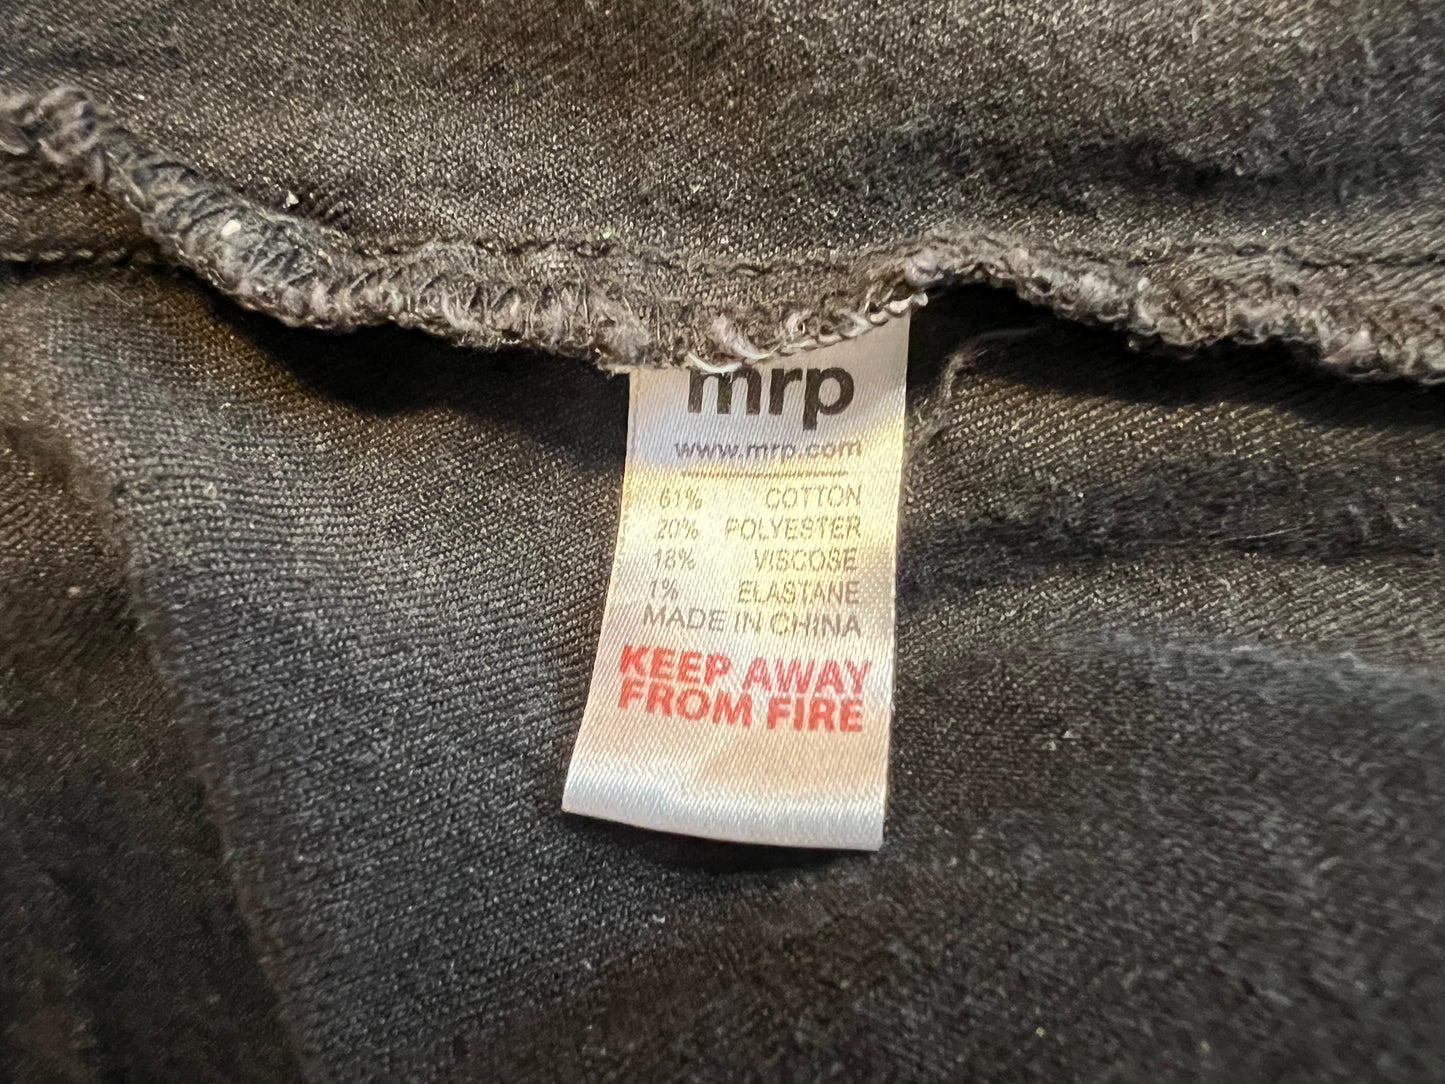 mrp
www.mrp.com
61% COTTON
20% POLYESTER
18% VISCOSE
1% ELASTANE
MADE IN CHINA
KEEP AWAY
FROM FIRE